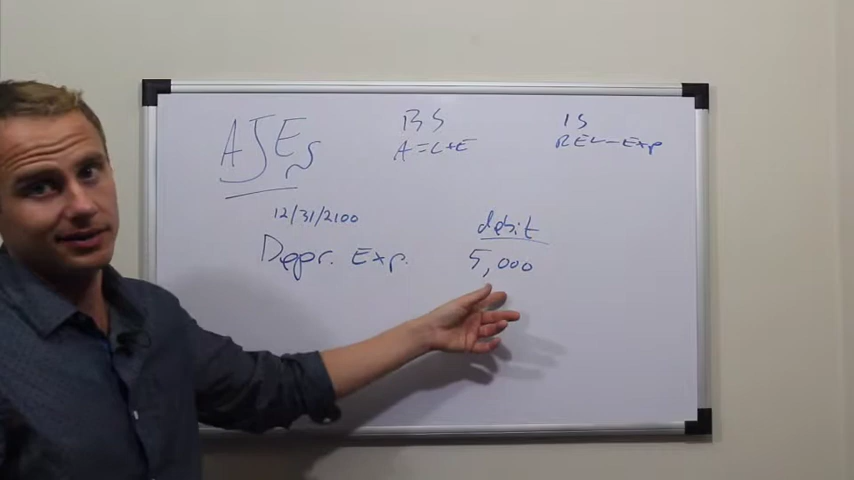 AJEs
BS
A=L+E
IS
REV-Exp
12/31/2100
debit
Depr. Exp. 5,000